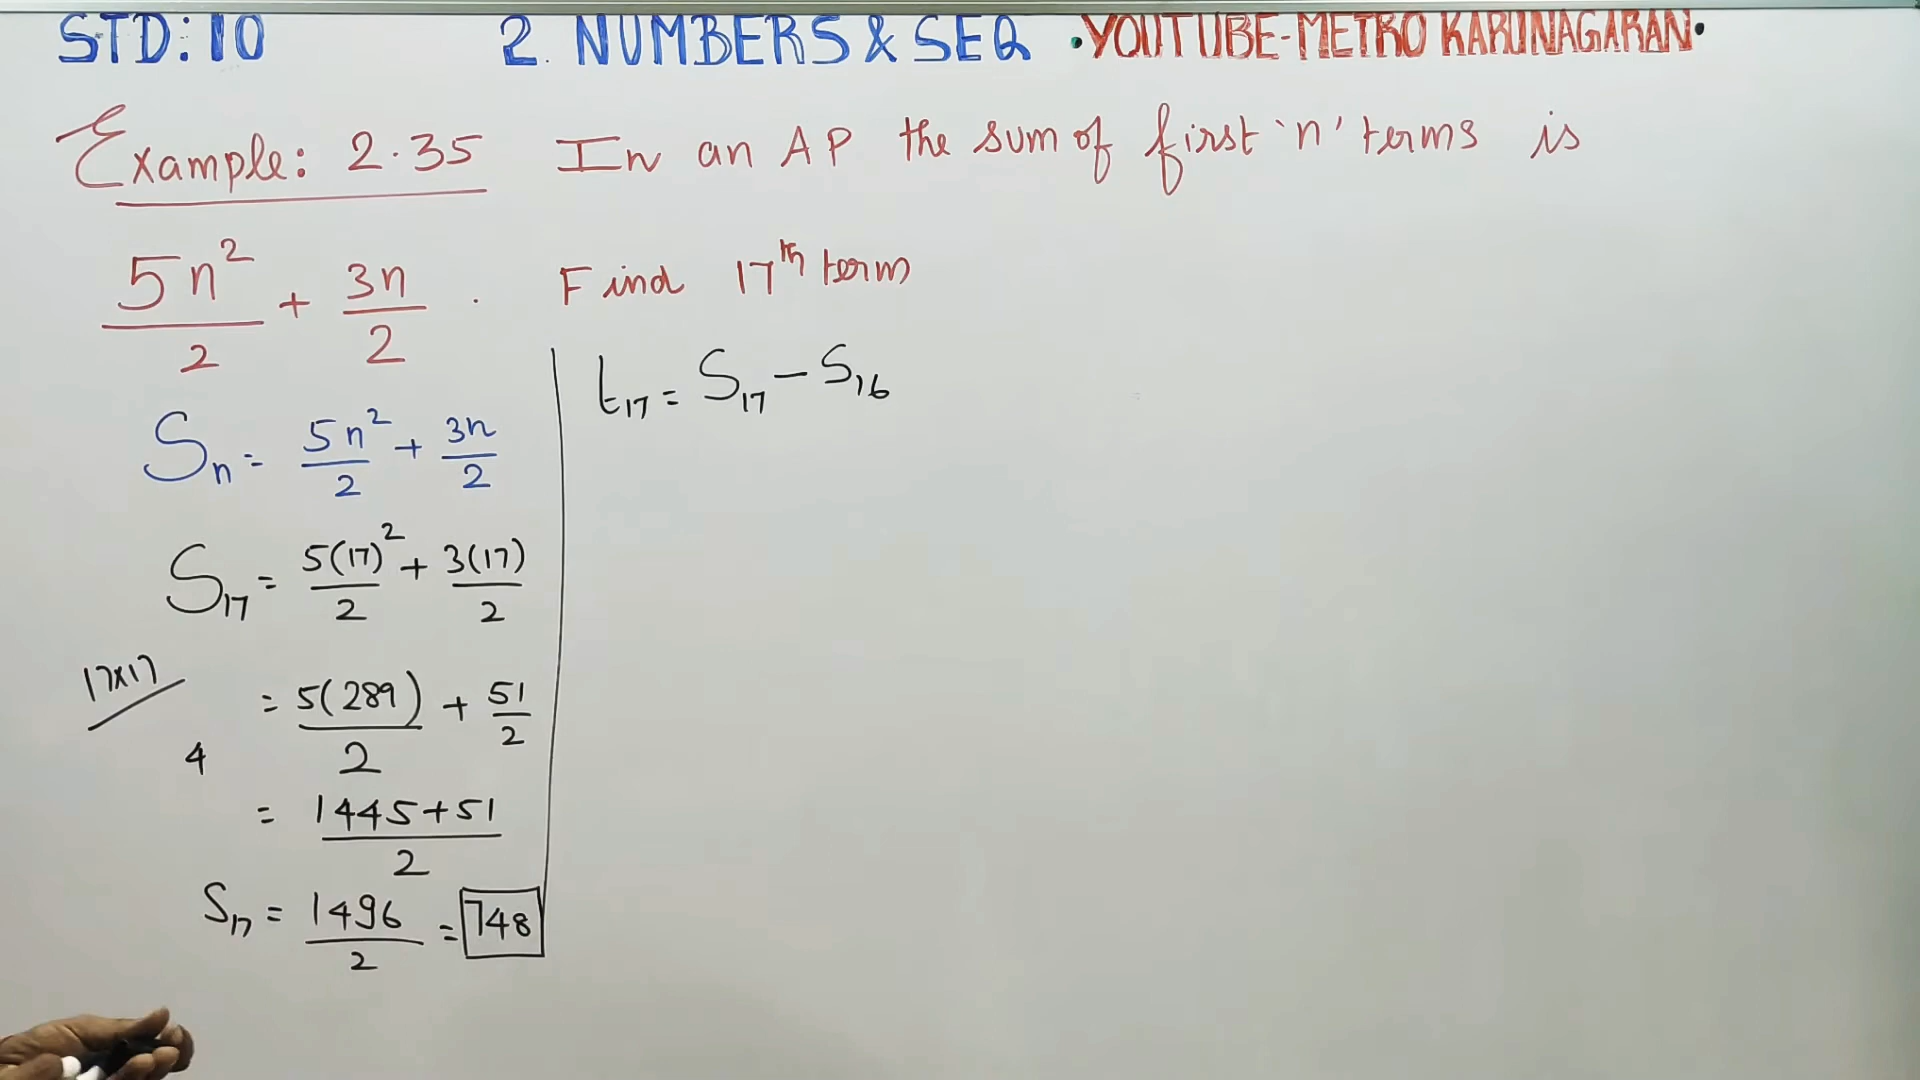 STD: 10 2. NUMBERS & SEQ • YOUTUBE-METRO KARUNAGARAN •
Example: 2.35 In an AP the sum of first 'n' terms is
5n²/2 + 3n/2 . Find 17th term
t₁₇ = S₁₇ - S₁₆
Sₙ = 5n²/2 + 3n/2
S₁₇ = 5(17)²/2 + 3(17)/2
17x17
= 5(289)/2 + 51/2
4
= 1445+51/2
S₁₇ = 1496/2 = 748